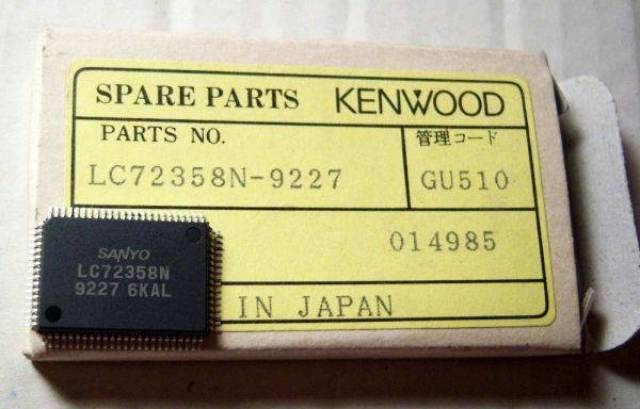 SPARE PARTS KENWOOD
PARTS NO.
管理コード
LC72358N-9227
GU510
014985
IN JAPAN
SANYO
LC72358N
9227 6KAL